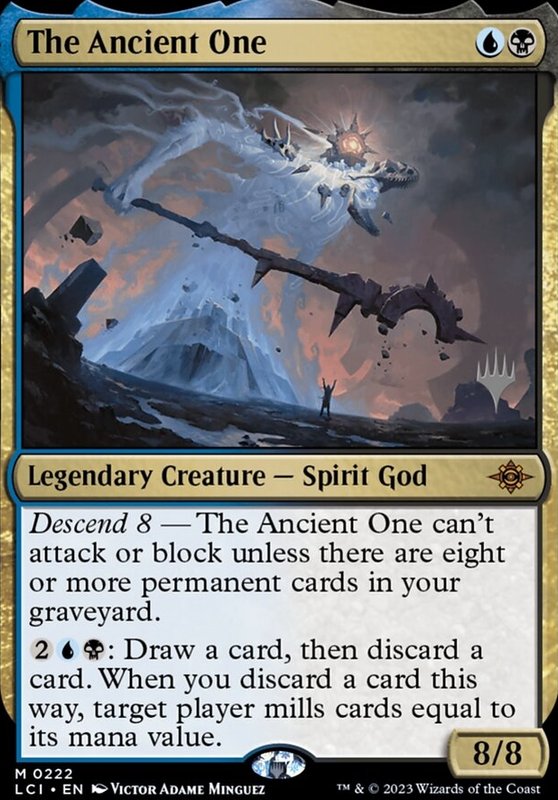 The Ancient One
Legendary Creature — Spirit God
Descend 8 — The Ancient One can't
attack or block unless there are eight
or more permanent cards in your
graveyard.
2: Draw a card, then discard a
card. When you discard a card this
way, target player mills cards equal to
its mana value.
8/8
M 0222
LCI • EN Victor Adame Minguez
™ & © 2023 Wizards of the Coast